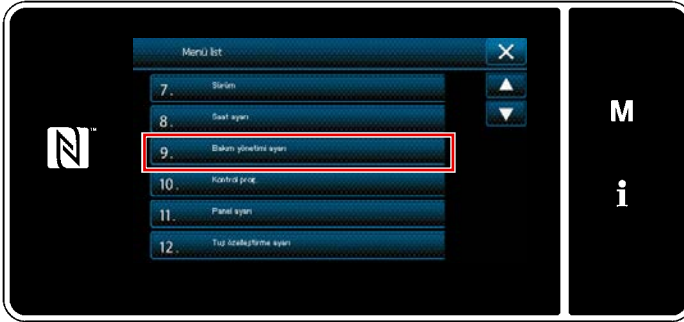 Menü list
7. Sürüm
8. Saat ayarı
9. Bakım yönetimi ayarı
10. Kontrol prog.
11. Panel ayarı
12. Tuş özelleştirme ayarı
M
i